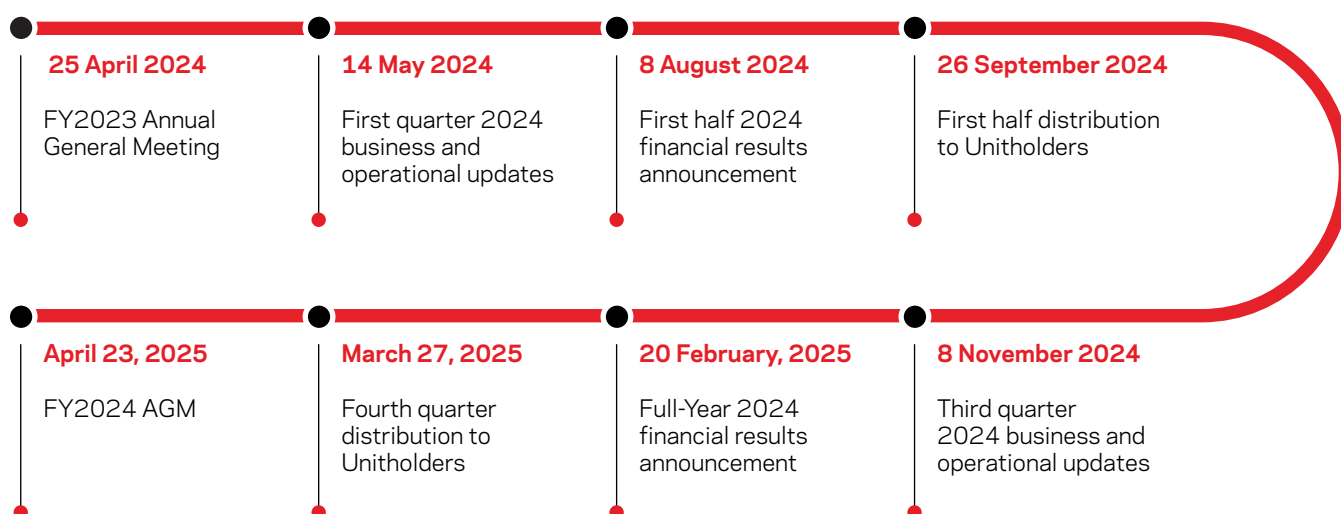 25 April 2024
FY2023 Annual
General Meeting
14 May 2024
First quarter 2024
business and
operational updates
8 August 2024
First half 2024
financial results
announcement
26 September 2024
First half distribution
to Unitholders
April 23, 2025
FY2024 AGM
March 27, 2025
Fourth quarter
distribution to
Unitholders
20 February, 2025
Full-Year 2024
financial results
announcement
8 November 2024
Third quarter
2024 business and
operational updates